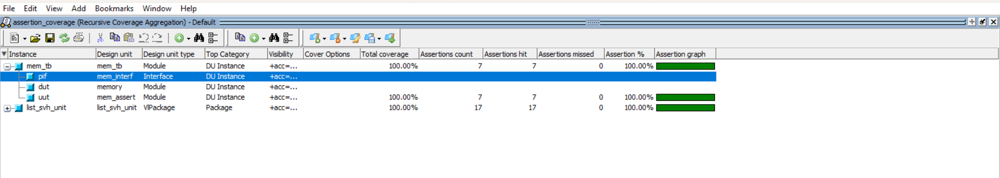 File Edit View Add Bookmarks Window Help
assertion_coverage (Recursive Coverage Aggregation) - Default
Instance Design unit Design unit type Top Category Visibility Cover Options Total coverage Assertions count Assertions hit Assertions missed Assertion % Assertion graph
mem_tb mem_tb Module DU Instance +acc=... 100.00% 7 7 0 100.00%
pif mem_interf Interface DU Instance +acc=...
dut memory Module DU Instance +acc=...
uut mem_assert Module DU Instance +acc=... 100.00% 7 7 0 100.00%
list_svh_unit list_svh_unit VlPackage Package +acc=... 100.00% 17 17 0 100.00%